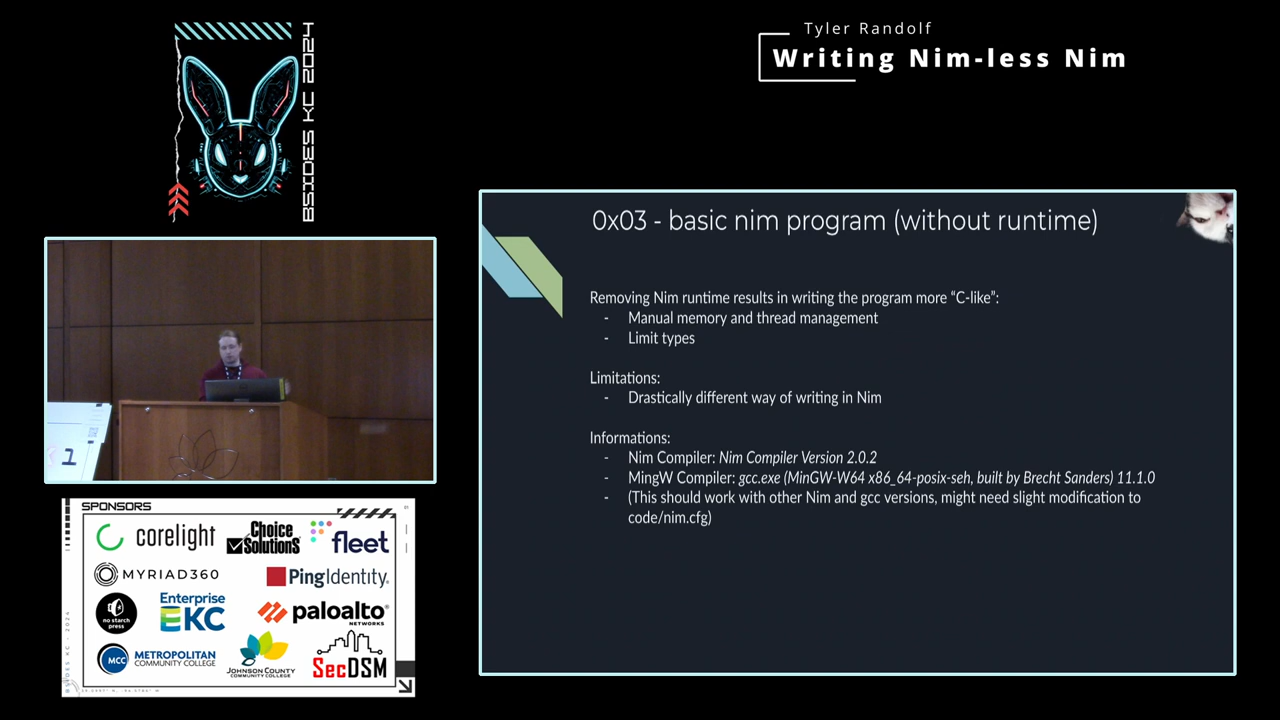 Tyler Randolf
Writing Nim-less Nim
BSIDES KC 2024
0x03 - basic nim program (without runtime)
Removing Nim runtime results in writing the program more “C-like”:
- Manual memory and thread management
- Limit types
Limitations:
- Drastically different way of writing in Nim
Informations:
- Nim Compiler: Nim Compiler Version 2.0.2
- MingW Compiler: gcc.exe (MinGW-W64 x86_64-posix-seh, built by Brecht Sanders) 11.1.0
- (This should work with other Nim and gcc versions, might need slight modification to
code/nim.cfg)
1
SPONSORS
corelight
Choice
Solutions
fleet
MYRIAD360
PingIdentity
no starch
press
Enterprise
KC
paloalto
NETWORKS
MCC
METROPOLITAN
COMMUNITY COLLEGE
JOHNSON COUNTY
COMMUNITY COLLEGE
SecDSM
BSIDES KC - 2024